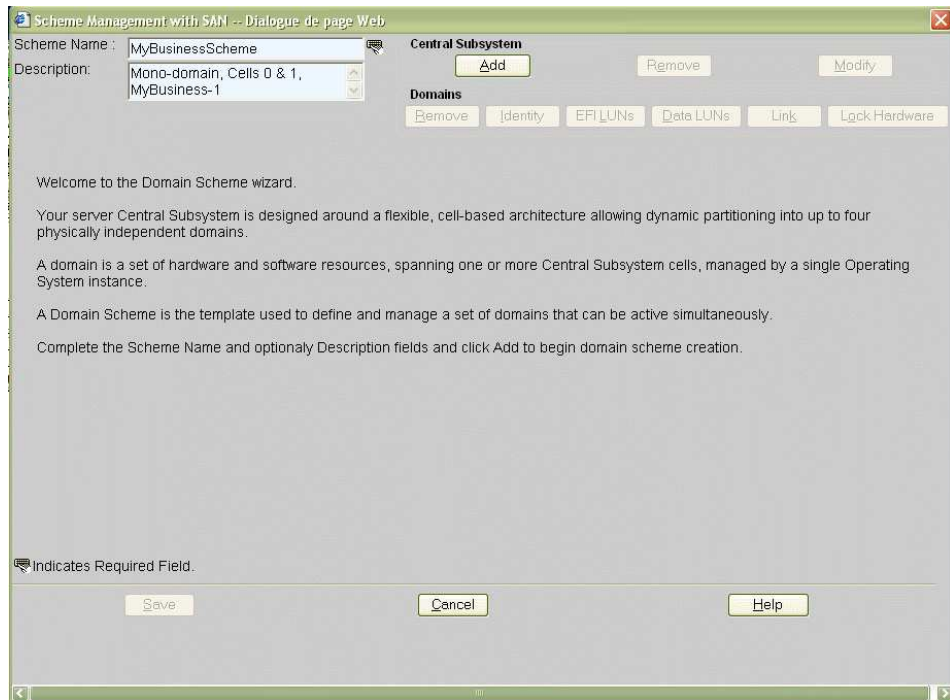 Scheme Management with SAN -- Dialogue de page Web
Scheme Name :
MyBusinessScheme
Description:
Mono-domain, Cells 0 & 1,
MyBusiness-1
Central Subsystem
Add
Remove
Modify
Domains
Remove
Identity
EFI LUNs
Data LUNs
Link
Lock Hardware
Welcome to the Domain Scheme wizard.
Your server Central Subsystem is designed around a flexible, cell-based architecture allowing dynamic partitioning into up to four
physically independent domains.
A domain is a set of hardware and software resources, spanning one or more Central Subsystem cells, managed by a single Operating
System instance.
A Domain Scheme is the template used to define and manage a set of domains that can be active simultaneously.
Complete the Scheme Name and optionaly Description fields and click Add to begin domain scheme creation.
Indicates Required Field.
Save
Cancel
Help